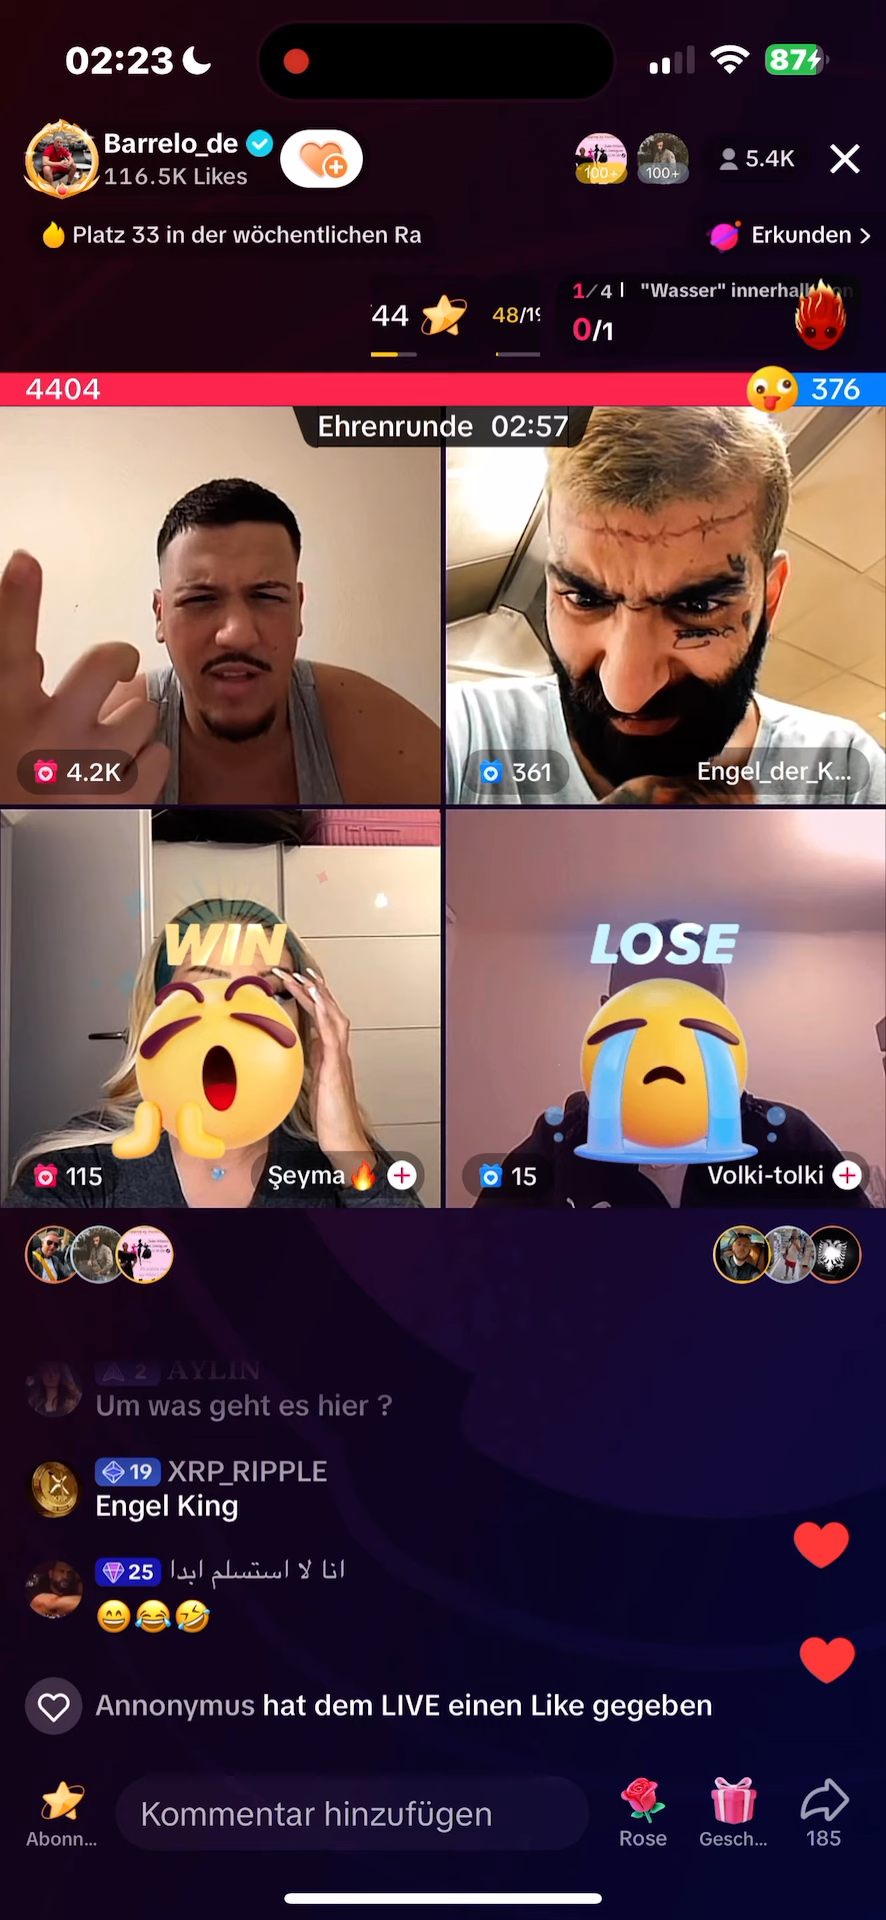 02:23
87
Barrelo_de
116.5K Likes
100+
100+
5.4K
Platz 33 in der wöchentlichen Ra
Erkunden >
44
48/19
1/4 | "Wasser" innerhalb
0/1
4404
376
Ehrenrunde 02:57
4.2K
361
Engel_der_K...
WIN
LOSE
115
Şeyma🔥
15
Volki-tolki
2 AYLIN
Um was geht es hier ?
19 XRP_RIPPLE
Engel King
25 انا لا استسلم ابدا
😄😂🤣
Annonymus hat dem LIVE einen Like gegeben
Abonn...
Kommentar hinzufügen
Rose
Gesch...
185